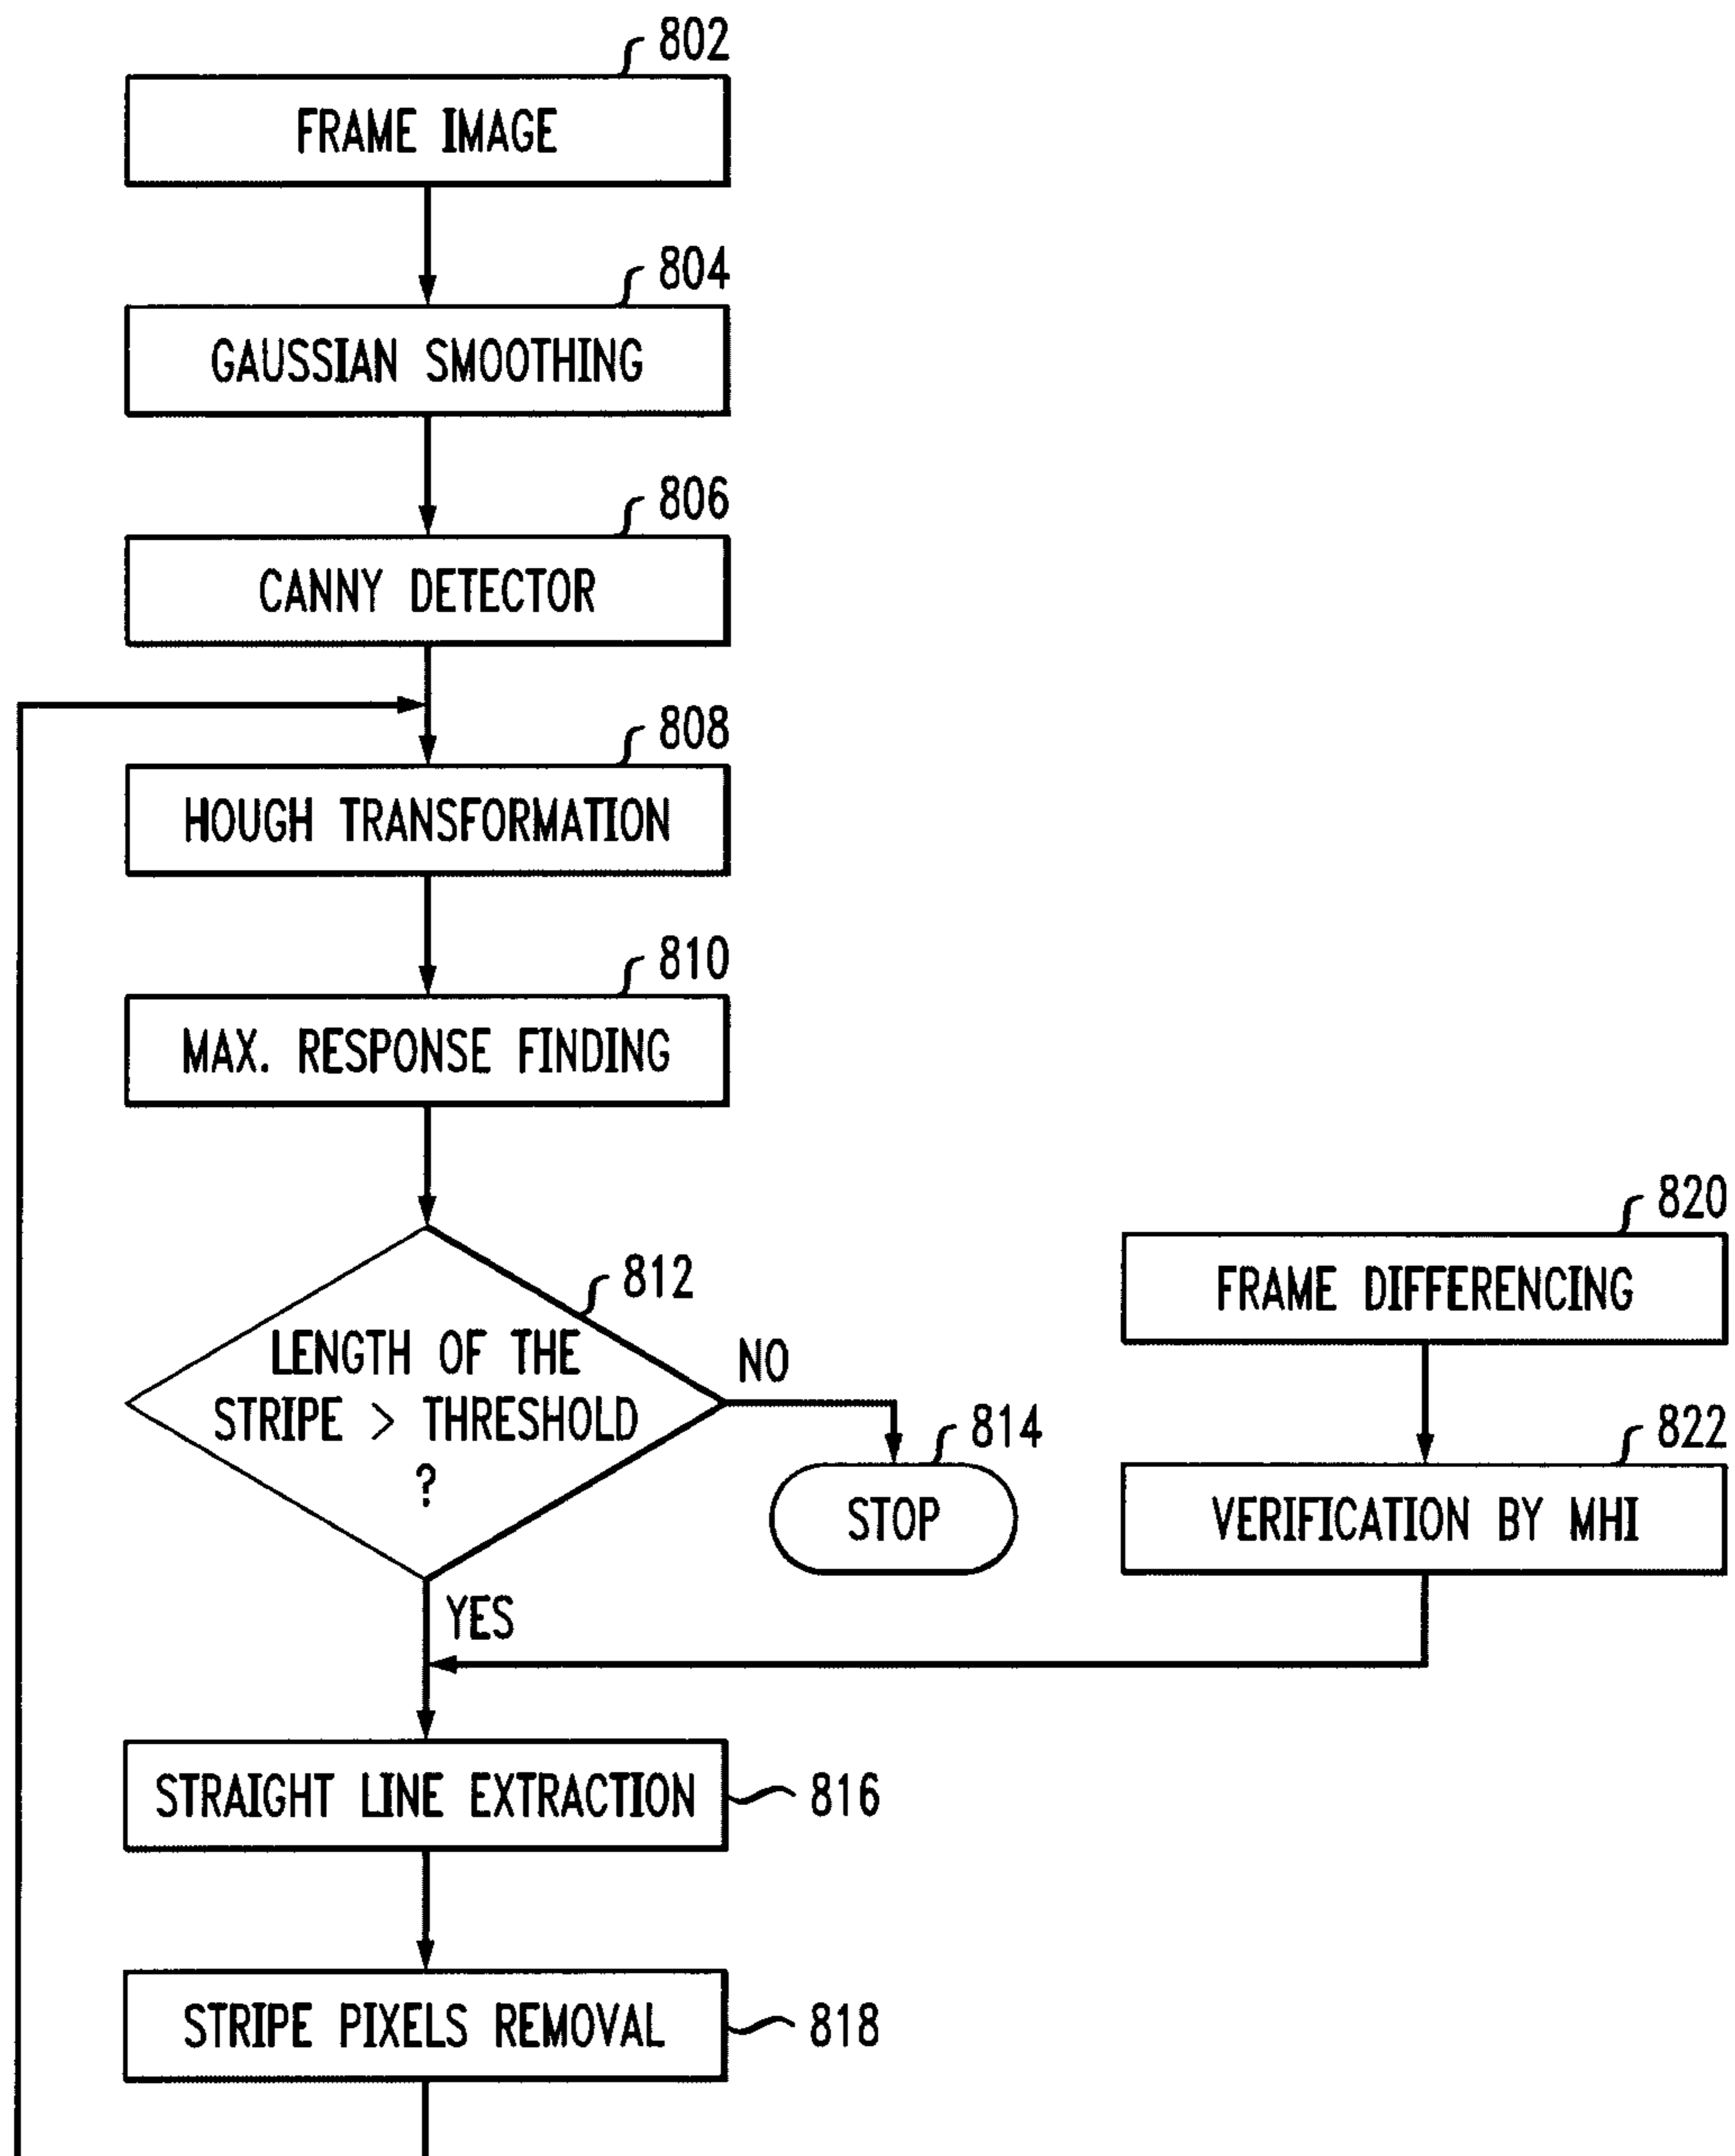 802
FRAME IMAGE
804
GAUSSIAN SMOOTHING
806
CANNY DETECTOR
808
HOUGH TRANSFORMATION
810
MAX. RESPONSE FINDING
812
LENGTH OF THE
STRIPE > THRESHOLD
?
NO
814
STOP
820
FRAME DIFFERENCING
822
VERIFICATION BY MHI
YES
STRAIGHT LINE EXTRACTION
816
STRIPE PIXELS REMOVAL
818